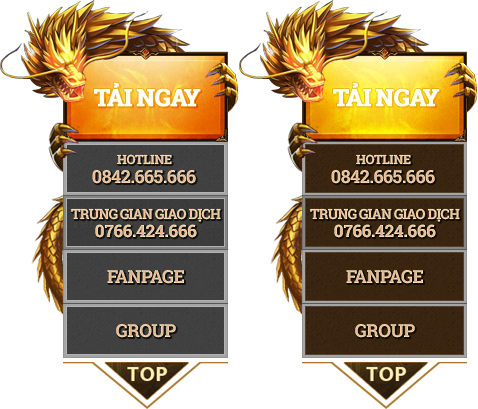 TẢI NGAY
HOTLINE
0842.665.666
TRUNG GIAN GIAO DỊCH
0766.424.666
FANPAGE
GROUP
TOP
TẢI NGAY
HOTLINE
0842.665.666
TRUNG GIAN GIAO DỊCH
0766.424.666
FANPAGE
GROUP
TOP